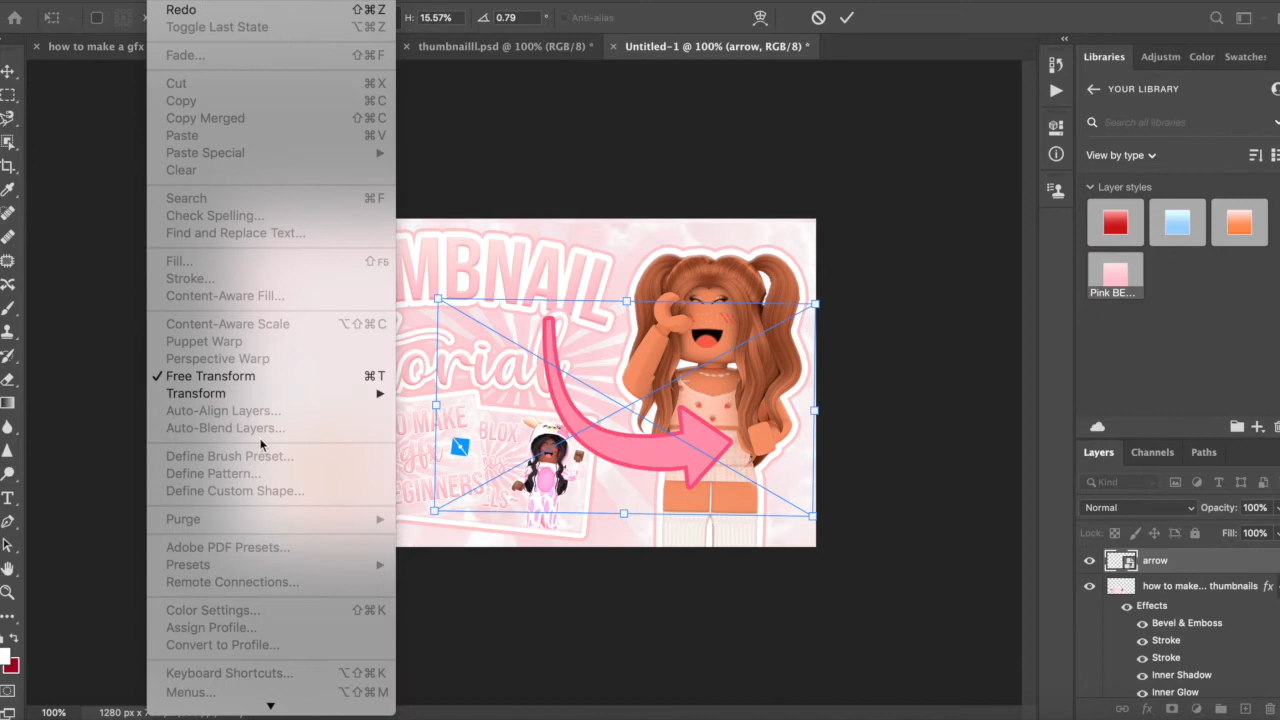 Redo ⇧⌘Z
Toggle Last State ⌥⌘Z
Fade... ⇧⌘F
Cut ⌘X
Copy ⌘C
Copy Merged ⇧⌘C
Paste ⌘V
Paste Special
Clear
Search ⌘F
Check Spelling...
Find and Replace Text...
Fill... ⇧F5
Stroke...
Content-Aware Fill...
Content-Aware Scale ⌥⇧⌘C
Puppet Warp
Perspective Warp
✓ Free Transform ⌘T
Transform
Auto-Align Layers...
Auto-Blend Layers...
Define Brush Preset...
Define Pattern...
Define Custom Shape...
Purge
Adobe PDF Presets...
Presets
Remote Connections...
Color Settings... ⇧⌘K
Assign Profile...
Convert to Profile...
Keyboard Shortcuts... ⌥⇧⌘K
Menus... ⌥⇧⌘M
H: 15.57% 0.79 ° Anti-alias
how to make a gfx
thumbnailll.psd @ 100% (RGB/8) *
Untitled-1 @ 100% (arrow, RGB/8) *
MBNAIL
orial
O MAKE
gfx
EGINNERS
BLOX
LS~
100% 1280 px x 7
Libraries Adjustm Color Swatches
YOUR LIBRARY
Search all libraries
View by type
Layer styles
Pink BE...
Layers Channels Paths
Kind
Normal Opacity: 100%
Lock: Fill: 100%
arrow
how to make... thumbnails fx
Effects
Bevel & Emboss
Stroke
Stroke
Inner Shadow
Inner Glow
fx